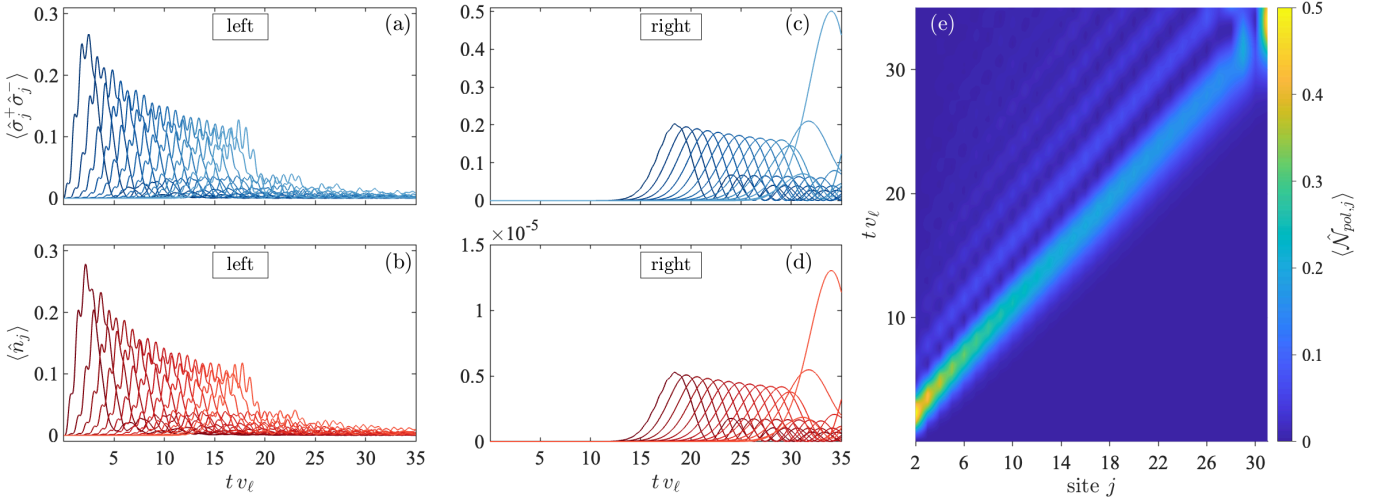 0.3
0.2
0.1
0
⟨σ̂_j^+ σ̂_j^-⟩
left
(a)
0.5
0.4
0.3
0.2
0.1
0
right
(c)
0.3
0.2
0.1
0
⟨n̂_j⟩
left
(b)
5 10 15 20 25 30 35
t v_ℓ
×10^-5
1.5
1
0.5
0
right
(d)
5 10 15 20 25 30 35
t v_ℓ
(e)
30
20
10
t v_ℓ
2 6 10 14 18 22 26 30
site j
0.5
0.4
0.3
0.2
0.1
0
⟨𝒩̂_{pol,j}⟩